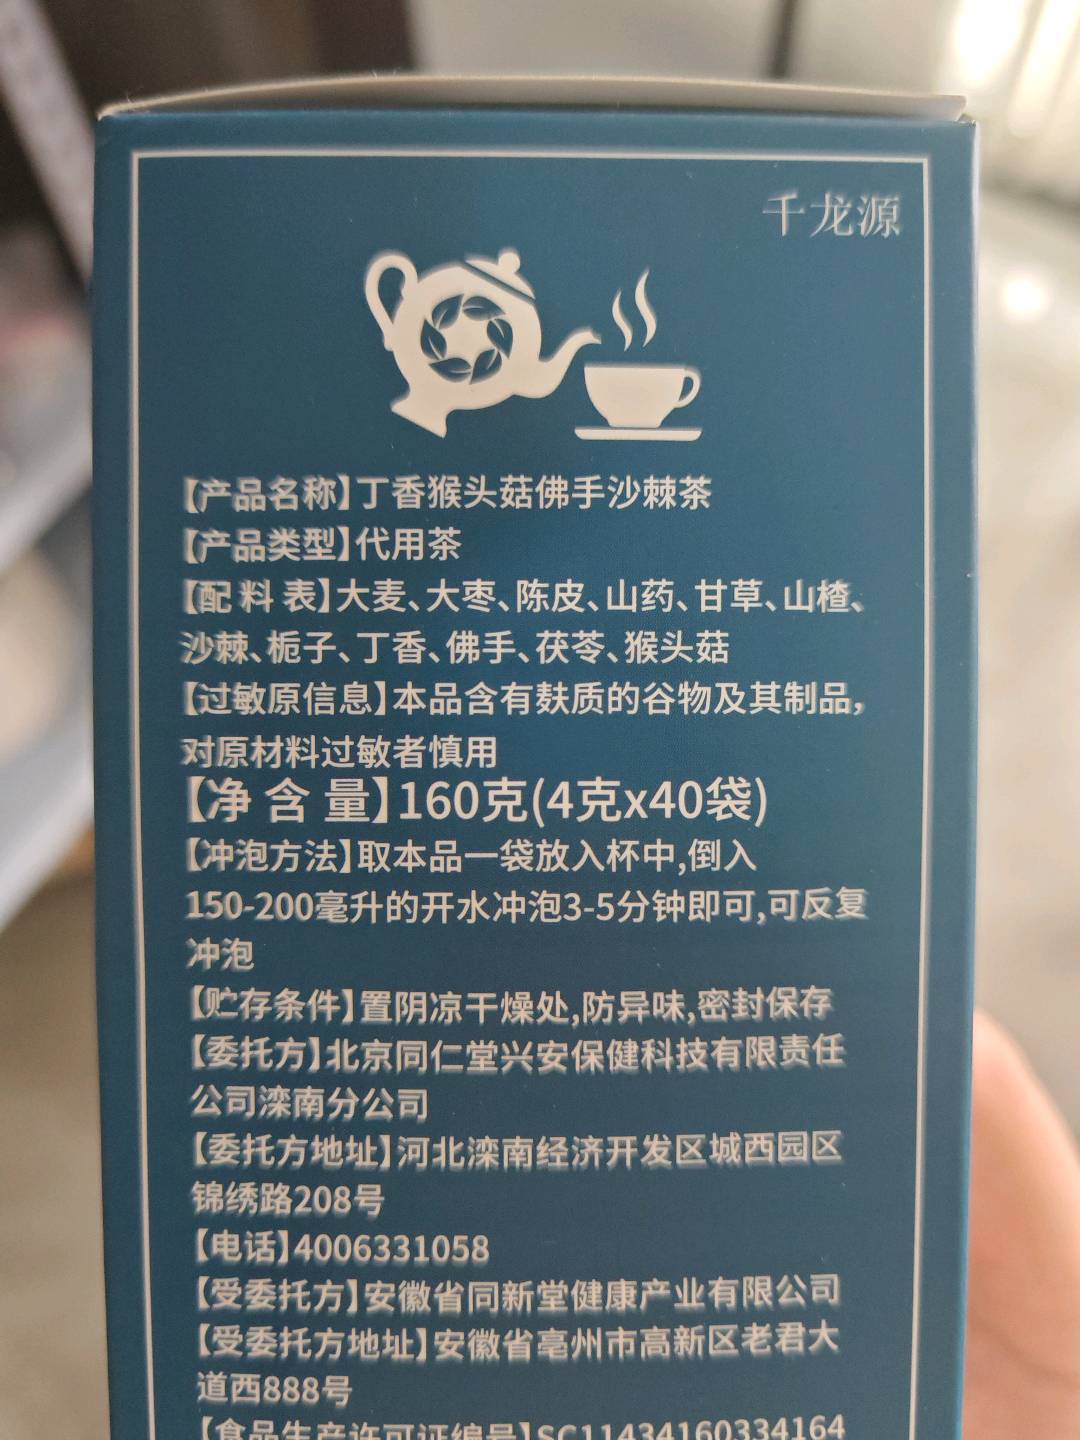 千龙源
【产品名称】丁香猴头菇佛手沙棘茶
【产品类型】代用茶
【配料表】大麦、大枣、陈皮、山药、甘草、山楂、
沙棘、栀子、丁香、佛手、茯苓、猴头菇
【过敏原信息】本品含有麸质的谷物及其制品,
对原材料过敏者慎用
【净含量】160克(4克x40袋)
【冲泡方法】取本品一袋放入杯中,倒入
150-200毫升的开水冲泡3-5分钟即可,可反复
冲泡
【贮存条件】置阴凉干燥处,防异味,密封保存
【委托方】北京同仁堂兴安保健科技有限责任
公司滦南分公司
【委托方地址】河北滦南经济开发区城西园区
锦绣路208号
【电话】4006331058
【受委托方】安徽省同新堂健康产业有限公司
【受委托方地址】安徽省亳州市高新区老君大
道西888号
【食品生产许可证编号】SC11434160334164